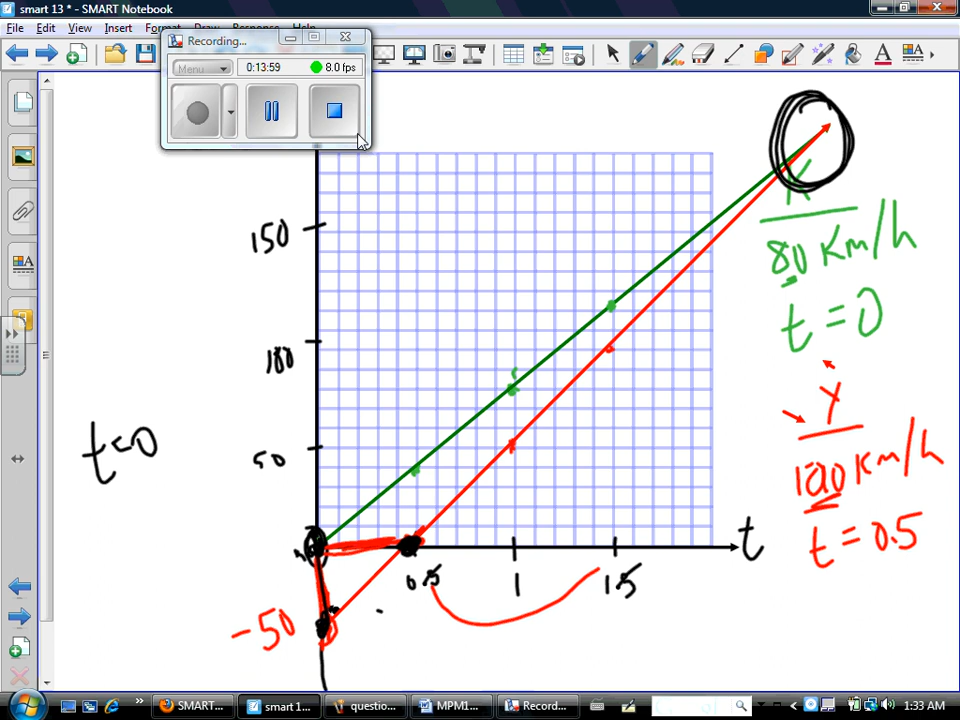 smart 13 * - SMART Notebook
File Edit View Insert Format Draw Response Help
Recording...
Menu 0:13:59 8.0 fps
150
100
50
-50
t=0
0.5 1 1.5
t
K
80 Km/h
t = 0
Y
100 Km/h
t = 0.5
SMART... smart 1... questio... MPM1... Record... 1:33 AM